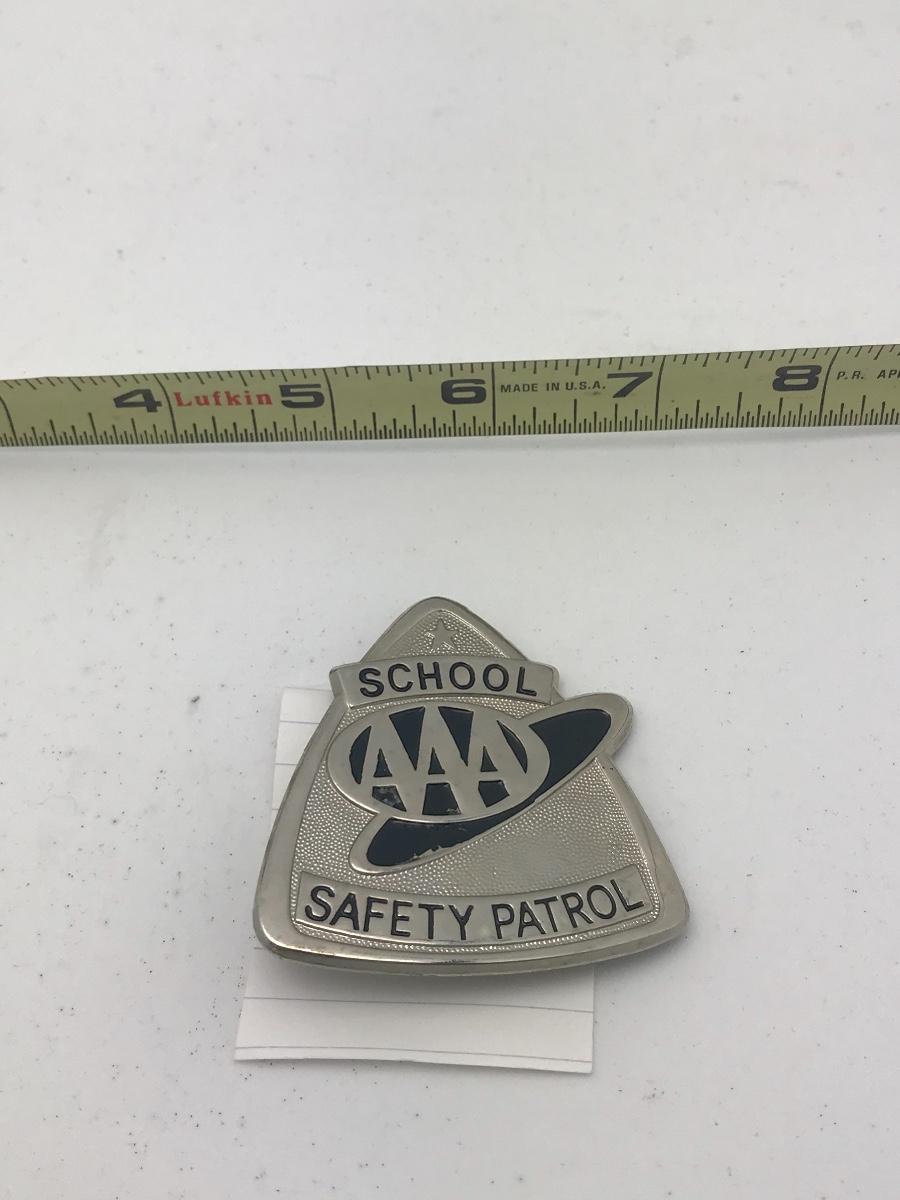 4 Lufkin 5 6 MADE IN U.S.A. 7 8 P.R.
SCHOOL
AAA
SAFETY PATROL